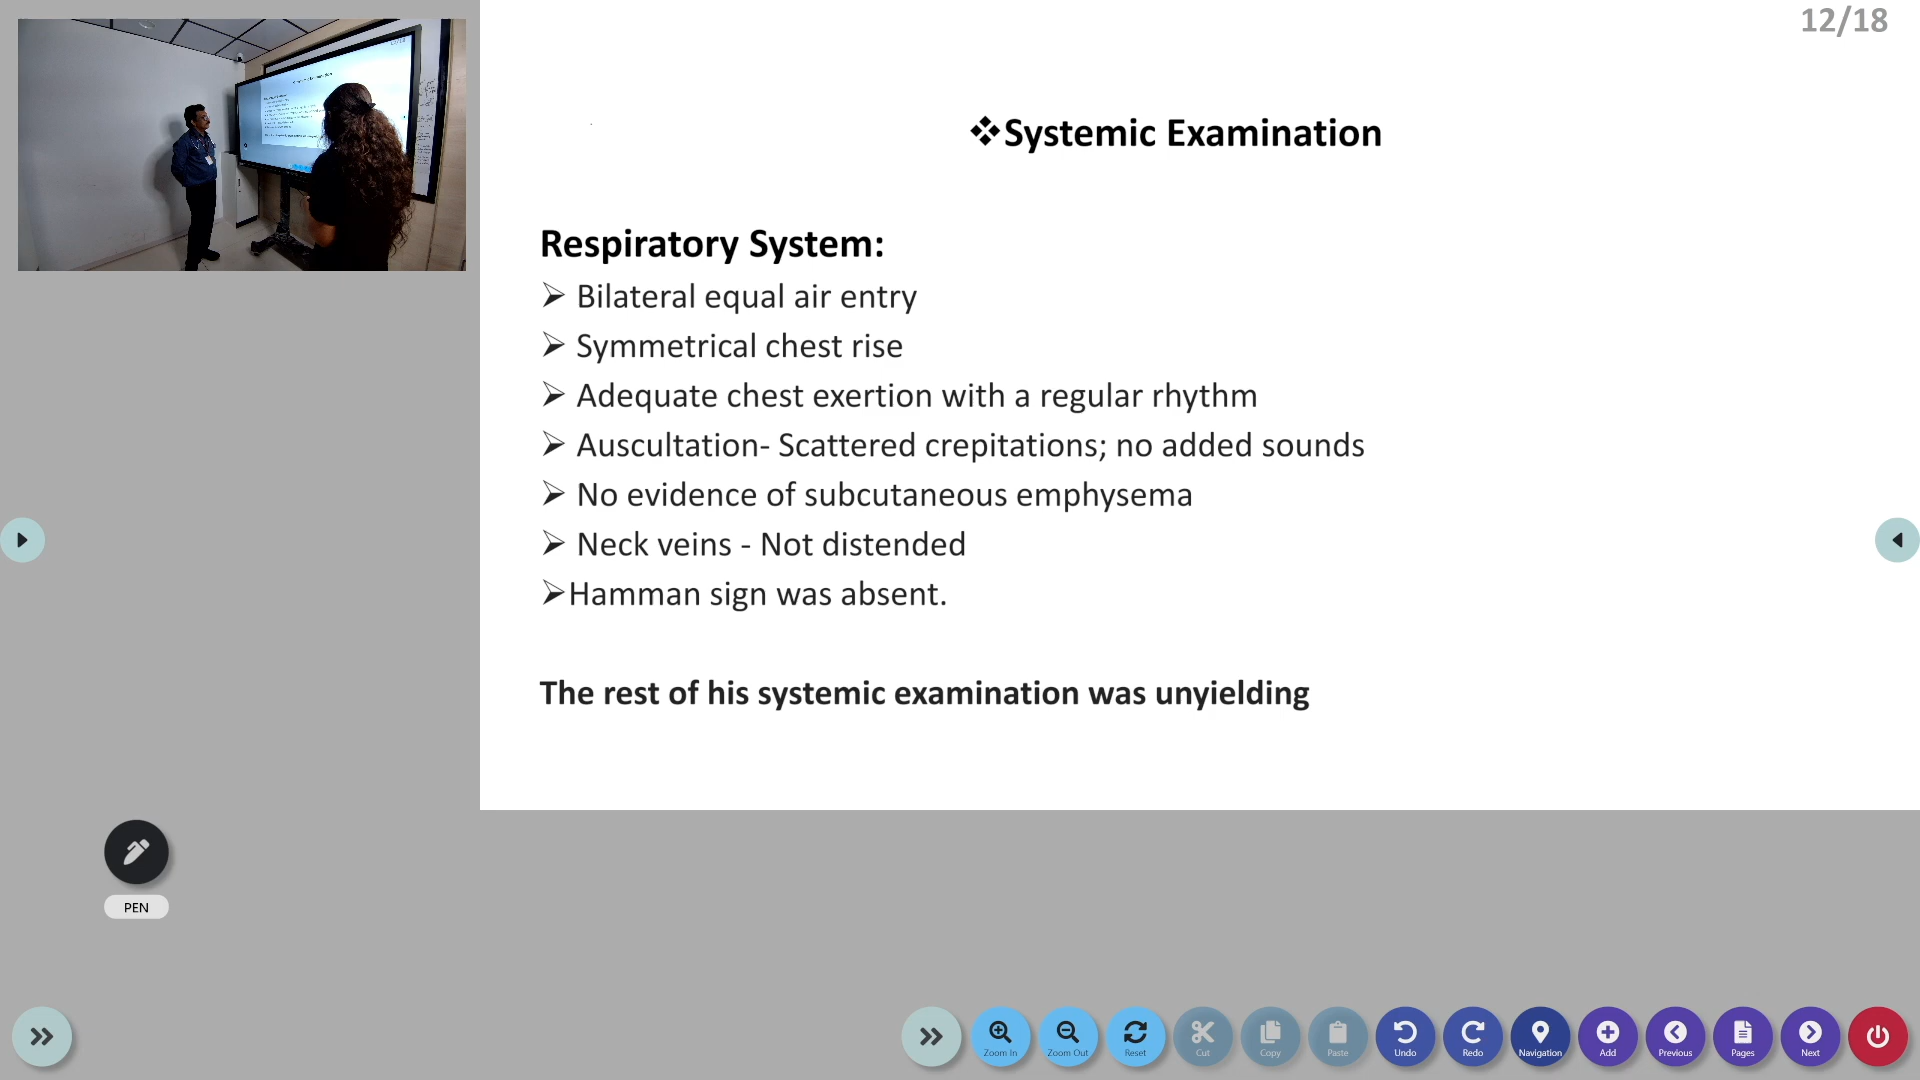 12/18
❖Systemic Examination
Respiratory System:
➢ Bilateral equal air entry
➢ Symmetrical chest rise
➢ Adequate chest exertion with a regular rhythm
➢ Auscultation- Scattered crepitations; no added sounds
➢ No evidence of subcutaneous emphysema
➢ Neck veins - Not distended
➢Hamman sign was absent.
The rest of his systemic examination was unyielding
PEN
Zoom In
Zoom Out
Reset
Cut
Copy
Paste
Undo
Redo
Navigation
Add
Previous
Pages
Next